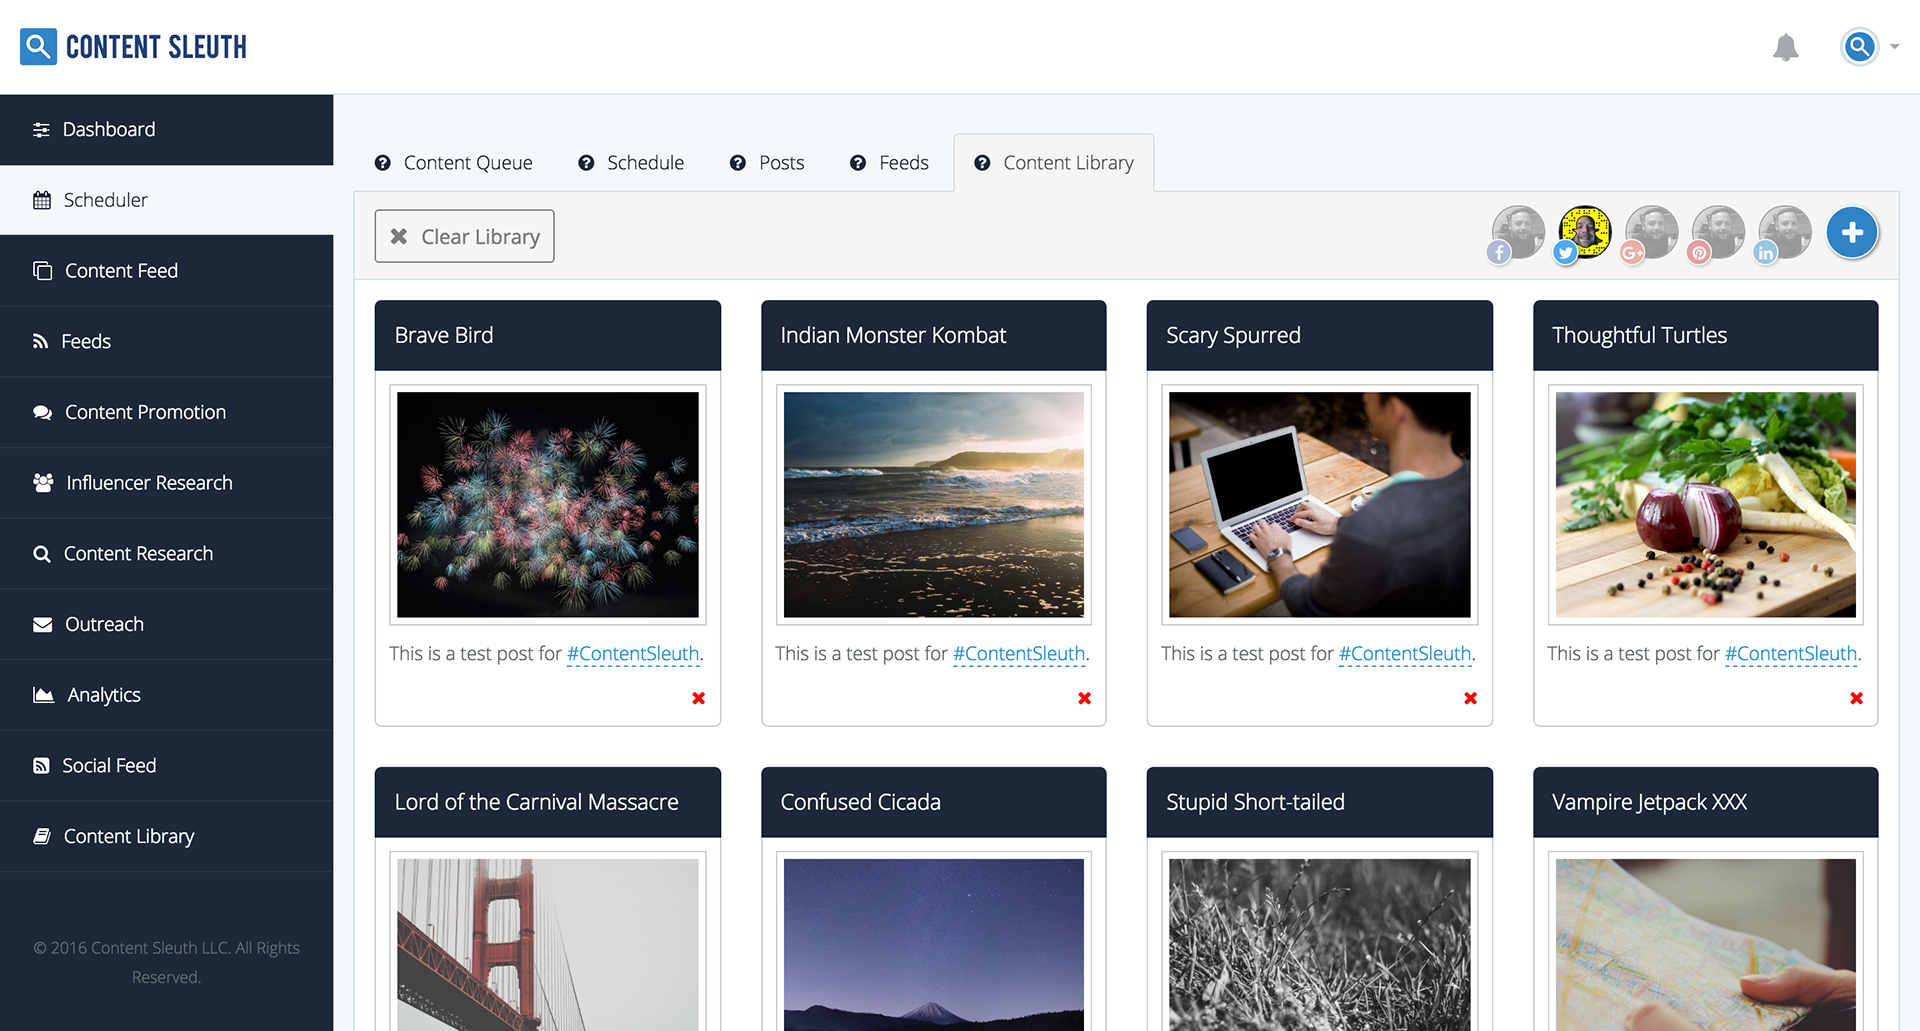 CONTENT SLEUTH
Dashboard
Scheduler
Content Feed
Feeds
Content Promotion
Influencer Research
Content Research
Outreach
Analytics
Social Feed
Content Library
© 2016 Content Sleuth LLC. All Rights
Reserved.
Content Queue
Schedule
Posts
Feeds
Content Library
Clear Library
Brave Bird
This is a test post for #ContentSleuth.
Indian Monster Kombat
This is a test post for #ContentSleuth.
Scary Spurred
This is a test post for #ContentSleuth.
Thoughtful Turtles
This is a test post for #ContentSleuth.
Lord of the Carnival Massacre
Confused Cicada
Stupid Short-tailed
Vampire Jetpack XXX